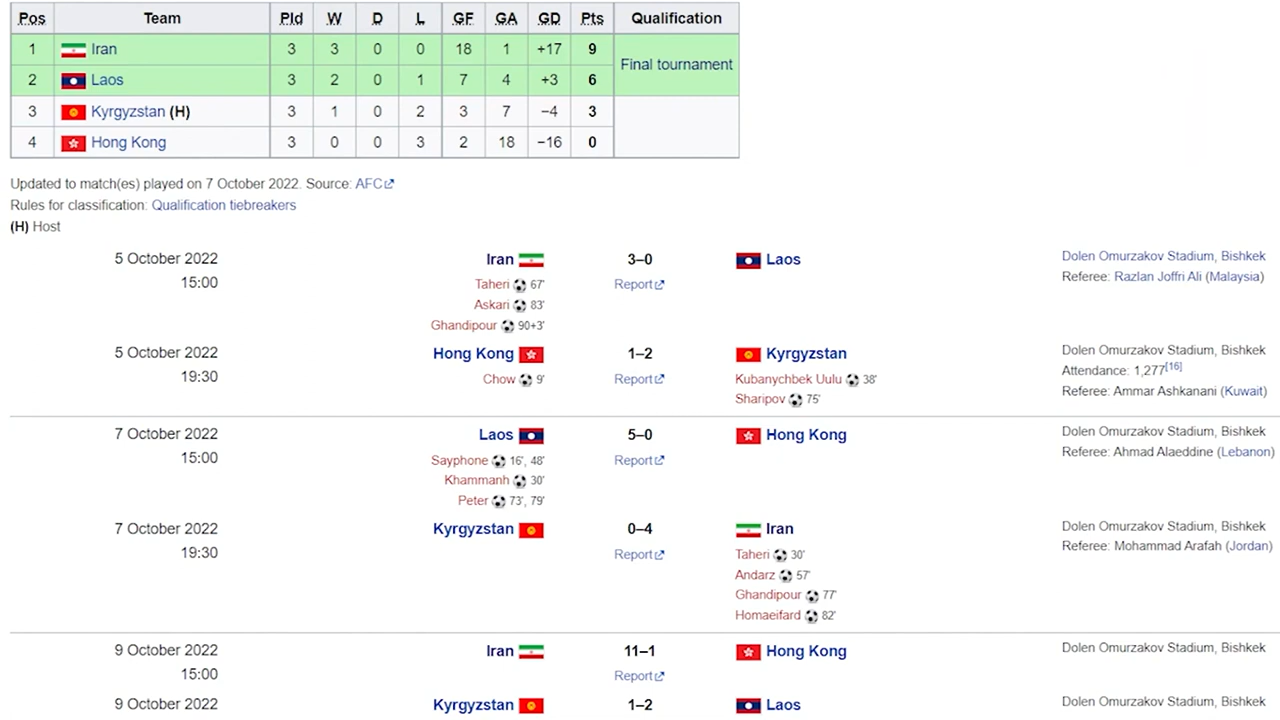 Pos Team Pld W D L GF GA GD Pts Qualification
1 Iran 3 3 0 0 18 1 +17 9 Final tournament
2 Laos 3 2 0 1 7 4 +3 6
3 Kyrgyzstan (H) 3 1 0 2 3 7 −4 3
4 Hong Kong 3 0 0 3 2 18 −16 0
Updated to match(es) played on 7 October 2022. Source: AFC
Rules for classification: Qualification tiebreakers
(H) Host
5 October 2022 Iran 3–0 Laos Dolen Omurzakov Stadium, Bishkek
15:00 Taheri 67' Report Referee: Razlan Joffri Ali (Malaysia)
Askari 83'
Ghandipour 90+3'
5 October 2022 Hong Kong 1–2 Kyrgyzstan Dolen Omurzakov Stadium, Bishkek
19:30 Chow 9' Report Kubanychbek Uulu 38' Attendance: 1,277[16]
Sharipov 75' Referee: Ammar Ashkanani (Kuwait)
7 October 2022 Laos 5–0 Hong Kong Dolen Omurzakov Stadium, Bishkek
15:00 Sayphone 16', 48' Report Referee: Ahmad Alaeddine (Lebanon)
Khammanh 30'
Peter 73', 79'
7 October 2022 Kyrgyzstan 0–4 Iran Dolen Omurzakov Stadium, Bishkek
19:30 Report Taheri 30' Referee: Mohammad Arafah (Jordan)
Andarz 57'
Ghandipour 77'
Homaeifard 82'
9 October 2022 Iran 11–1 Hong Kong Dolen Omurzakov Stadium, Bishkek
15:00 Report
9 October 2022 Kyrgyzstan 1–2 Laos Dolen Omurzakov Stadium, Bishkek